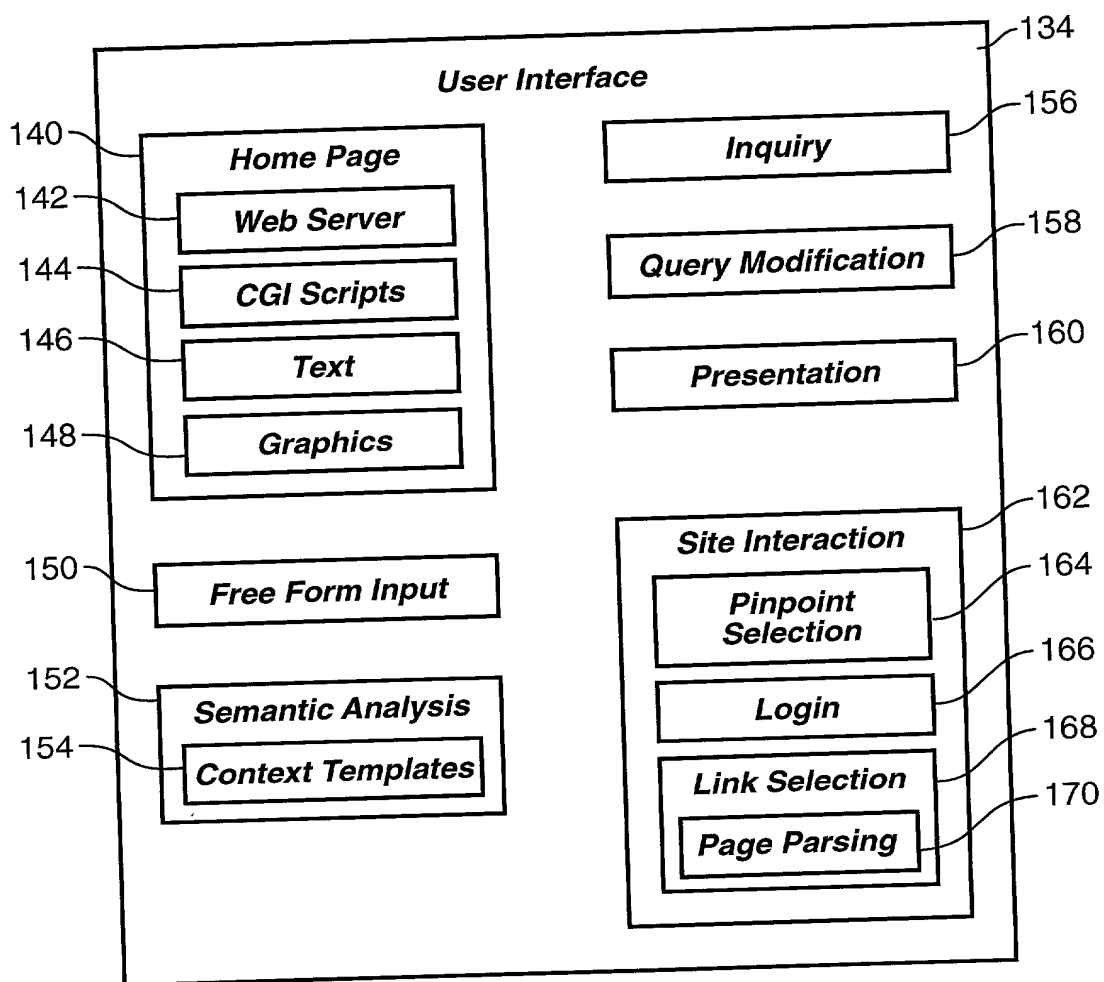 134
User Interface
140
Home Page
142
Web Server
144
CGI Scripts
146
Text
148
Graphics
150
Free Form Input
152
Semantic Analysis
154
Context Templates
156
Inquiry
158
Query Modification
160
Presentation
162
Site Interaction
164
Pinpoint
Selection
166
Login
168
Link Selection
170
Page Parsing